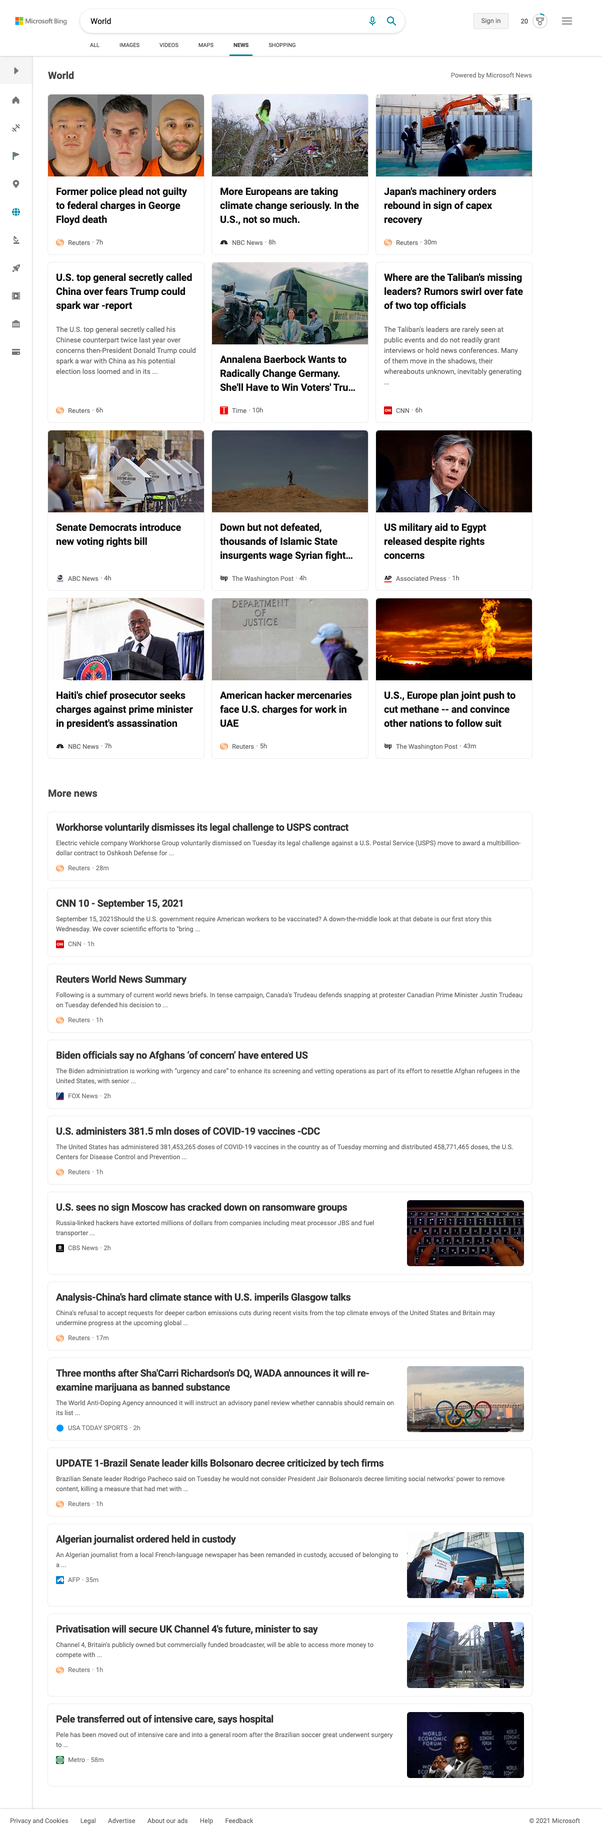 Microsoft Bing
World
Sign in
20
ALL
IMAGES
VIDEOS
MAPS
NEWS
SHOPPING
World
Powered by Microsoft News
Former police plead not guilty
to federal charges in George
Floyd death
Reuters · 7h
More Europeans are taking
climate change seriously. In the
U.S., not so much.
NBC News · 8h
Japan's machinery orders
rebound in sign of capex
recovery
Reuters · 30m
U.S. top general secretly called
China over fears Trump could
spark war -report
The U.S. top general secretly called his
Chinese counterpart twice last year over
concerns then-President Donald Trump could
spark a war with China as his potential
election loss loomed and in its ...
Reuters · 6h
Annalena Baerbock Wants to
Radically Change Germany.
She'll Have to Win Voters' Tru...
Time · 10h
Where are the Taliban's missing
leaders? Rumors swirl over fate
of two top officials
The Taliban's leaders are rarely seen at
public events and do not readily grant
interviews or hold news conferences. Many
of them move in the shadows, their
whereabouts unknown, inevitably generating
...
CNN · 6h
Senate Democrats introduce
new voting rights bill
ABC News · 4h
Down but not defeated,
thousands of Islamic State
insurgents wage Syrian fight...
The Washington Post · 4h
US military aid to Egypt
released despite rights
concerns
AP
Associated Press · 1h
Haiti's chief prosecutor seeks
charges against prime minister
in president's assassination
NBC News · 7h
DEPARTMENT
OF
JUSTICE
American hacker mercenaries
face U.S. charges for work in
UAE
Reuters · 5h
U.S., Europe plan joint push to
cut methane -- and convince
other nations to follow suit
The Washington Post · 43m
More news
Workhorse voluntarily dismisses its legal challenge to USPS contract
Electric vehicle company Workhorse Group voluntarily dismissed on Tuesday its legal challenge against a U.S. Postal Service (USPS) move to award a multibillion-
dollar contract to Oshkosh Defense for ...
Reuters · 28m
CNN 10 - September 15, 2021
September 15, 2021Should the U.S. government require American workers to be vaccinated? A down-the-middle look at that debate is our first story this
Wednesday. We cover scientific efforts to "bring ...
CNN · 1h
Reuters World News Summary
Following is a summary of current world news briefs. In tense campaign, Canada's Trudeau defends snapping at protester Canadian Prime Minister Justin Trudeau
on Tuesday defended his decision to ...
Reuters · 1h
Biden officials say no Afghans ‘of concern’ have entered US
The Biden administration is working with "urgency and care" to enhance its screening and vetting operations as part of its effort to resettle Afghan refugees in the
United States, with senior ...
FOX News · 2h
U.S. administers 381.5 mln doses of COVID-19 vaccines -CDC
The United States has administered 381,453,265 doses of COVID-19 vaccines in the country as of Tuesday morning and distributed 458,771,465 doses, the U.S.
Centers for Disease Control and Prevention ...
Reuters · 1h
U.S. sees no sign Moscow has cracked down on ransomware groups
Russia-linked hackers have extorted millions of dollars from companies including meat processor JBS and fuel
transporter ...
CBS News · 2h
Analysis-China's hard climate stance with U.S. imperils Glasgow talks
China's refusal to accept requests for deeper carbon emissions cuts during recent visits from the top climate envoys of the United States and Britain may
undermine progress at the upcoming global ...
Reuters · 17m
Three months after Sha'Carri Richardson's DQ, WADA announces it will re-
examine marijuana as banned substance
The World Anti-Doping Agency announced it will instruct an advisory panel review whether cannabis should remain on
its list ...
USA TODAY SPORTS · 2h
UPDATE 1-Brazil Senate leader kills Bolsonaro decree criticized by tech firms
Brazilian Senate leader Rodrigo Pacheco said on Tuesday he would not consider President Jair Bolsonaro's decree limiting social networks' power to remove
content, killing a measure that had met with ...
Reuters · 1h
Algerian journalist ordered held in custody
An Algerian journalist from a local French-language newspaper has been remanded in custody, accused of belonging to
a ...
AFP · 35m
Privatisation will secure UK Channel 4's future, minister to say
Channel 4, Britain's publicly owned but commercially funded broadcaster, will be able to access more money to
compete with ...
Reuters · 1h
Pele transferred out of intensive care, says hospital
Pele has been moved out of intensive care and into a general room after the Brazilian soccer great underwent surgery
to ...
Metro · 58m
WORLD
ECONOMIC
FORUM
Privacy and Cookies
Legal
Advertise
About our ads
Help
Feedback
© 2021 Microsoft